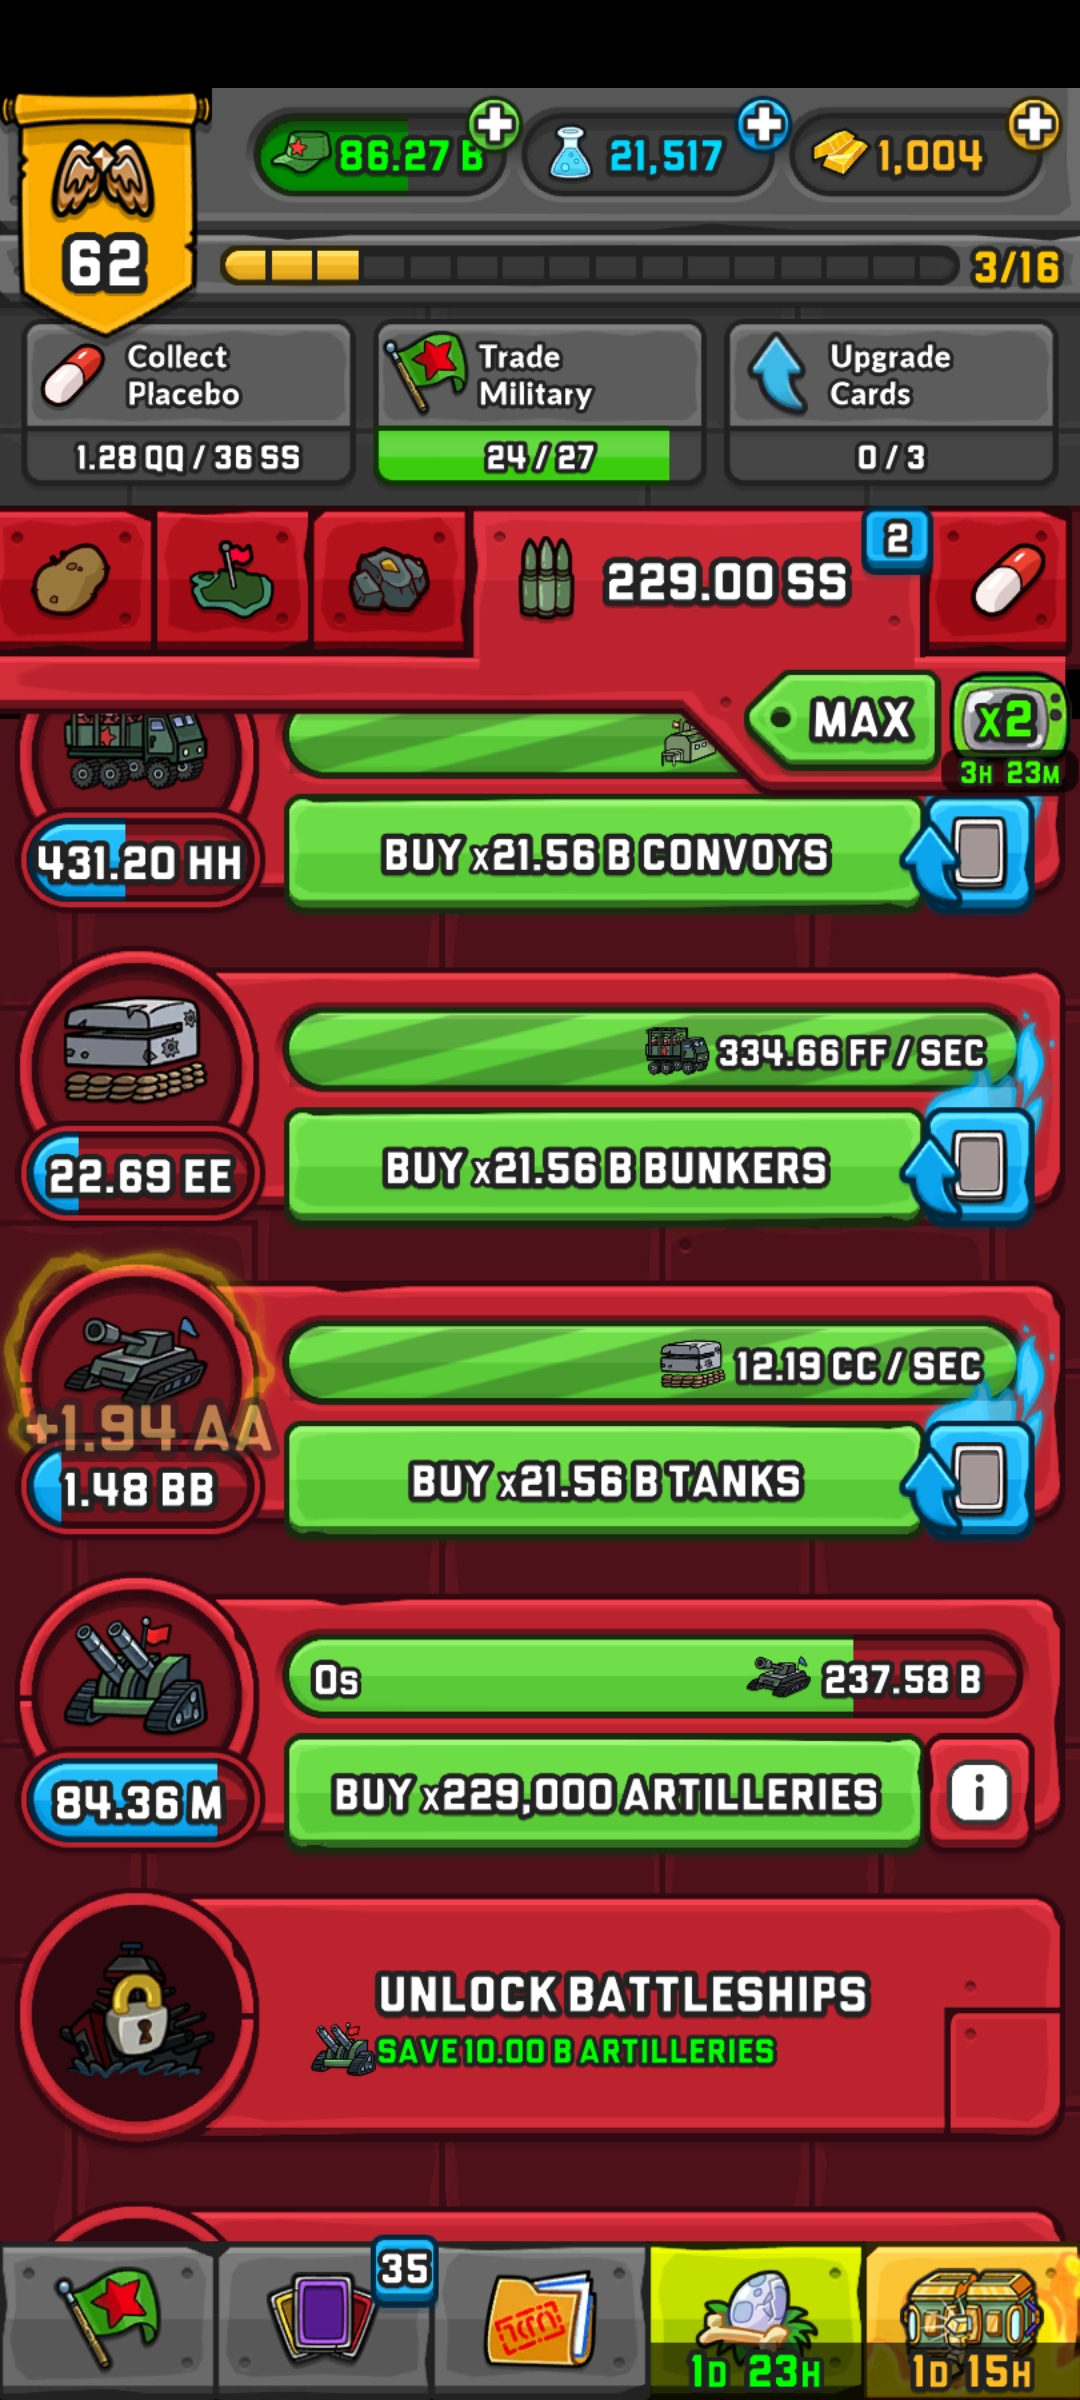 86.27 B
21,517
1,004
62
3/16
Collect
Placebo
1.28 QQ / 36 SS
Trade
Military
24 / 27
Upgrade
Cards
0 / 3
229.00 SS
2
MAX
x2
3H 23M
431.20 HH
BUY x21.56 B CONVOYS
334.66 FF / SEC
22.69 EE
BUY x21.56 B BUNKERS
12.19 CC / SEC
+1.94 AA
1.48 BB
BUY x21.56 B TANKS
0s
237.58 B
84.36 M
BUY x229,000 ARTILLERIES
i
UNLOCK BATTLESHIPS
SAVE 10.00 B ARTILLERIES
35
1D 23H
1D 15H